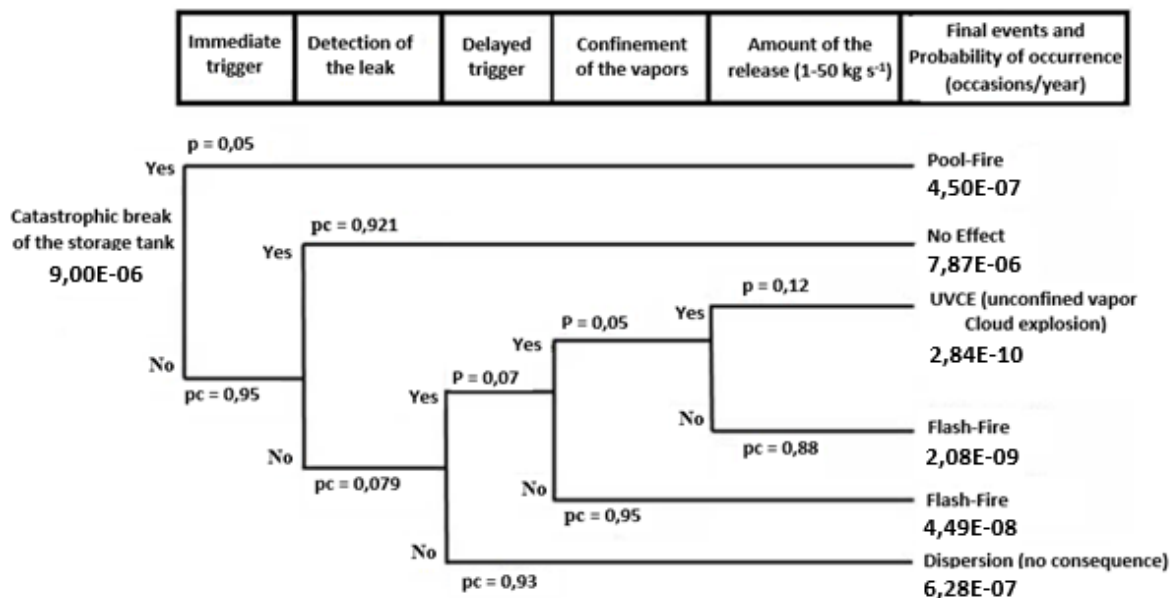 Immediate
trigger
Detection of
the leak
Delayed
trigger
Confinement
of the vapors
Amount of the
release (1-50 kg s⁻¹)
Final events and
Probability of occurrence
(occasions/year)
p = 0,05
Yes
Pool-Fire
4,50E-07
Catastrophic break
of the storage tank
9,00E-06
pc = 0,921
Yes
No Effect
7,87E-06
p = 0,12
Yes
UVCE (unconfined vapor
Cloud explosion)
2,84E-10
P = 0,05
Yes
No
pc = 0,95
P = 0,07
Yes
No
pc = 0,88
Flash-Fire
2,08E-09
No
pc = 0,079
No
pc = 0,95
Flash-Fire
4,49E-08
No
pc = 0,93
Dispersion (no consequence)
6,28E-07